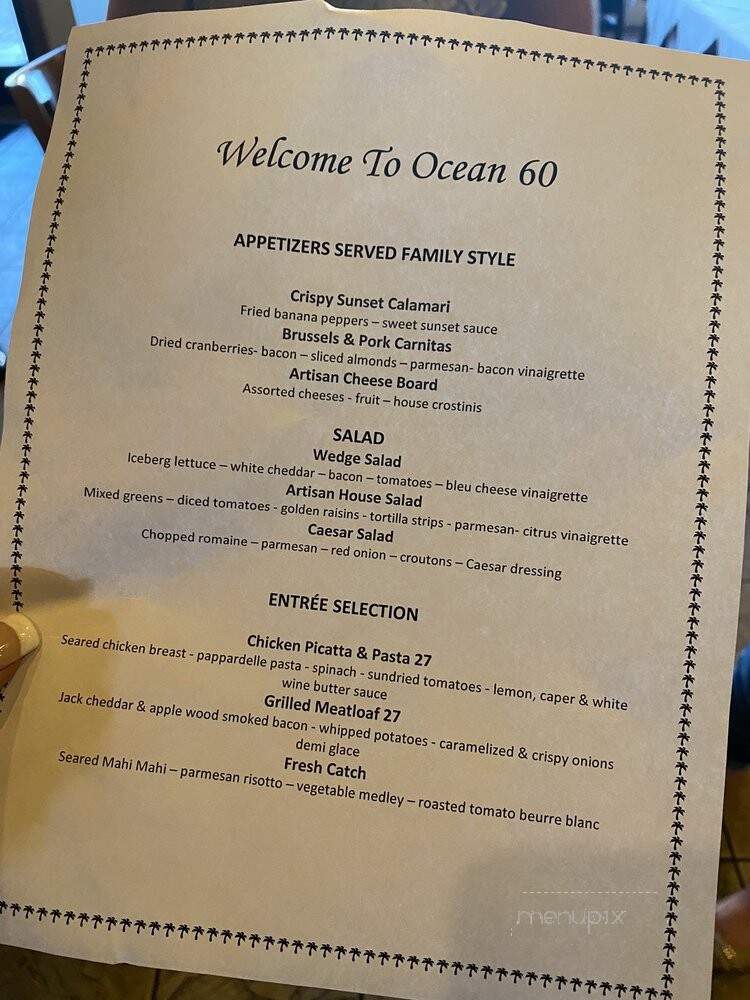 Welcome To Ocean 60
APPETIZERS SERVED FAMILY STYLE
Crispy Sunset Calamari
Fried banana peppers – sweet sunset sauce
Brussels & Pork Carnitas
Dried cranberries- bacon – sliced almonds – parmesan- bacon vinaigrette
Artisan Cheese Board
Assorted cheeses - fruit – house crostinis
SALAD
Wedge Salad
Iceberg lettuce – white cheddar – bacon – tomatoes – bleu cheese vinaigrette
Artisan House Salad
Mixed greens – diced tomatoes - golden raisins - tortilla strips - parmesan- citrus vinaigrette
Caesar Salad
Chopped romaine – parmesan – red onion – croutons – Caesar dressing
ENTRÉE SELECTION
Chicken Picatta & Pasta 27
Seared chicken breast - pappardelle pasta - spinach - sundried tomatoes - lemon, caper & white
wine butter sauce
Grilled Meatloaf 27
Jack cheddar & apple wood smoked bacon - whipped potatoes - caramelized & crispy onions
demi glace
Fresh Catch
Seared Mahi Mahi – parmesan risotto – vegetable medley – roasted tomato beurre blanc
menupix